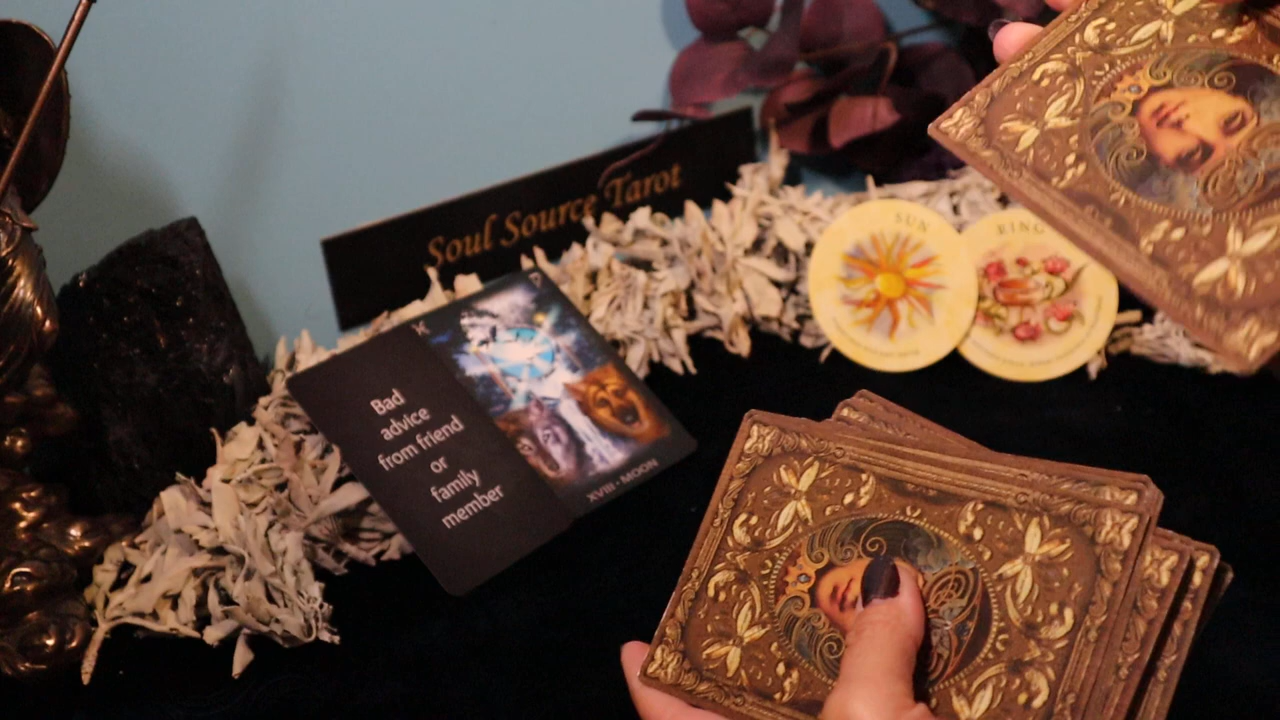 Soul Source Tarot
SUN
RING
Bad
advice
from friend
or
family
member
XVIII - MOON